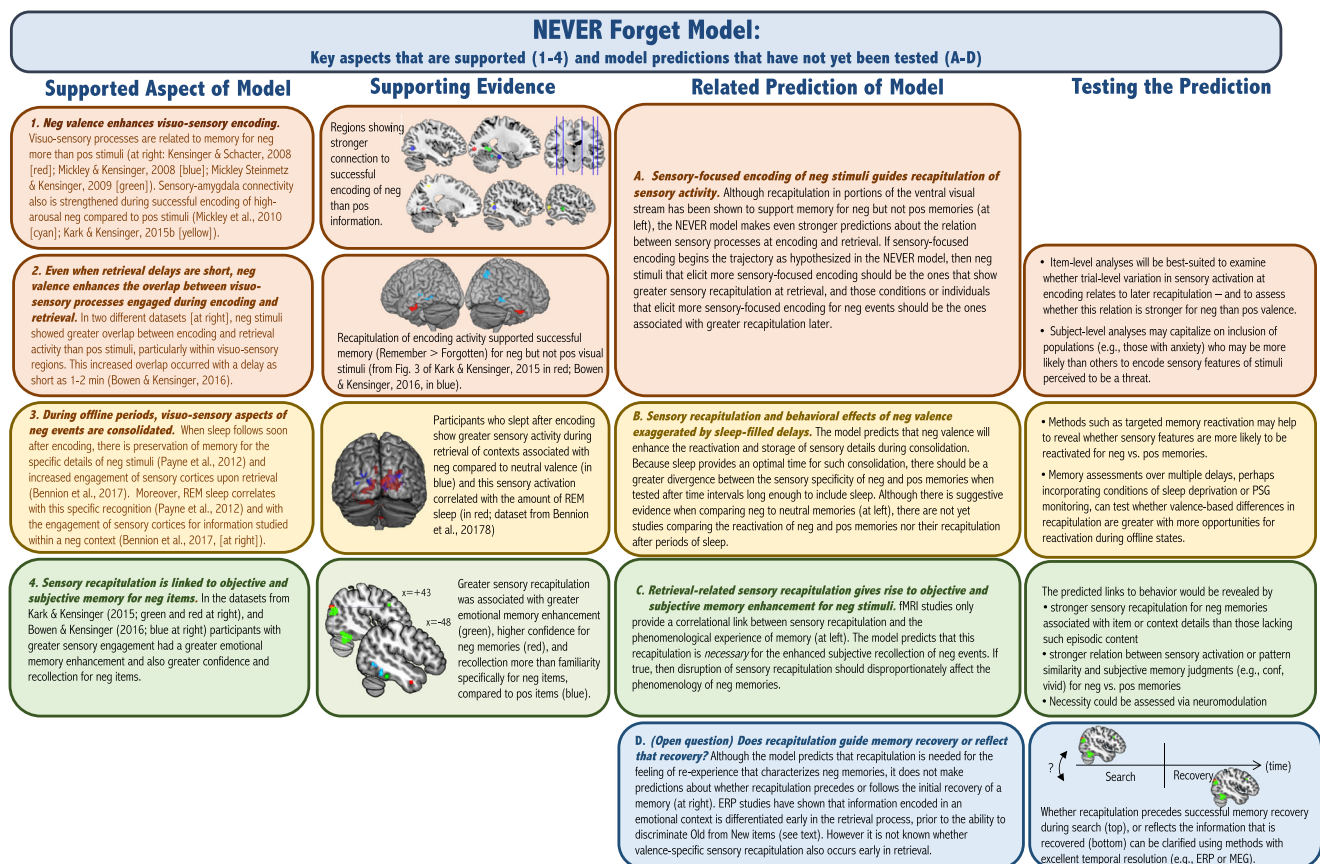 NEVER Forget Model:
Key aspects that are supported (1-4) and model predictions that have not yet been tested (A-D)
Supported Aspect of Model
Supporting Evidence
Related Prediction of Model
Testing the Prediction
1. Neg valence enhances visuo-sensory encoding.
Visuo-sensory processes are related to memory for neg
more than pos stimuli (at right: Kensinger & Schacter, 2008
[red]; Mickley & Kensinger, 2008 [blue]; Mickley Steinmetz
& Kensinger, 2009 [green]). Sensory-amygdala connectivity
also is strengthened during successful encoding of high-
arousal neg compared to pos stimuli (Mickley et al., 2010
[cyan]; Kark & Kensinger, 2015b [yellow]).
Regions showing
stronger
connection to
successful
encoding of neg
than pos
information.
A. Sensory-focused encoding of neg stimuli guides recapitulation of
sensory activity. Although recapitulation in portions of the ventral visual
stream has been shown to support memory for neg but not pos memories (at
left), the NEVER model makes even stronger predictions about the relation
between sensory processes at encoding and retrieval. If sensory-focused
encoding begins the trajectory as hypothesized in the NEVER model, then neg
stimuli that elicit more sensory-focused encoding should be the ones that show
greater sensory recapitulation at retrieval, and those conditions or individuals
that elicit more sensory-focused encoding for neg events should be the ones
associated with greater recapitulation later.
• Item-level analyses will be best-suited to examine
whether trial-level variation in sensory activation at
encoding relates to later recapitulation – and to assess
whether this relation is stronger for neg than pos valence.
• Subject-level analyses may capitalize on inclusion of
populations (e.g., those with anxiety) who may be more
likely than others to encode sensory features of stimuli
perceived to be a threat.
2. Even when retrieval delays are short, neg
valence enhances the overlap between visuo-
sensory processes engaged during encoding and
retrieval. In two different datasets [at right], neg stimuli
showed greater overlap between encoding and retrieval
activity than pos stimuli, particularly within visuo-sensory
regions. This increased overlap occurred with a delay as
short as 1-2 min (Bowen & Kensinger, 2016).
Recapitulation of encoding activity supported successful
memory (Remember > Forgotten) for neg but not pos visual
stimuli (from Fig. 3 of Kark & Kensinger, 2015 in red; Bowen
& Kensinger, 2016, in blue).
3. During offline periods, visuo-sensory aspects of
neg events are consolidated. When sleep follows soon
after encoding, there is preservation of memory for the
specific details of neg stimuli (Payne et al., 2012) and
increased engagement of sensory cortices upon retrieval
(Bennion et al., 2017). Moreover, REM sleep correlates
with this specific recognition (Payne et al., 2012) and with
the engagement of sensory cortices for information studied
within a neg context (Bennion et al., 2017, [at right]).
Participants who slept after encoding
show greater sensory activity during
retrieval of contexts associated with
neg compared to neutral valence (in
blue) and this sensory activation
correlated with the amount of REM
sleep (in red; dataset from Bennion
et al., 20178)
B. Sensory recapitulation and behavioral effects of neg valence
exaggerated by sleep-filled delays. The model predicts that neg valence will
enhance the reactivation and storage of sensory details during consolidation.
Because sleep provides an optimal time for such consolidation, there should be a
greater divergence between the sensory specificity of neg and pos memories when
tested after time intervals long enough to include sleep. Although there is suggestive
evidence when comparing neg to neutral memories (at left), there are not yet
studies comparing the reactivation of neg and pos memories nor their recapitulation
after periods of sleep.
• Methods such as targeted memory reactivation may help
to reveal whether sensory features are more likely to be
reactivated for neg vs. pos memories.
• Memory assessments over multiple delays, perhaps
incorporating conditions of sleep deprivation or PSG
monitoring, can test whether valence-based differences in
recapitulation are greater with more opportunities for
reactivation during offline states.
4. Sensory recapitulation is linked to objective and
subjective memory for neg items. In the datasets from
Kark & Kensinger (2015; green and red at right), and
Bowen & Kensinger (2016; blue at right) participants with
greater sensory engagement had a greater emotional
memory enhancement and also greater confidence and
recollection for neg items.
x=+43
x=-48
Greater sensory recapitulation
was associated with greater
emotional memory enhancement
(green), higher confidence for
neg memories (red), and
recollection more than familiarity
specifically for neg items,
compared to pos items (blue).
C. Retrieval-related sensory recapitulation gives rise to objective and
subjective memory enhancement for neg stimuli. fMRI studies only
provide a correlational link between sensory recapitulation and the
phenomenological experience of memory (at left). The model predicts that this
recapitulation is necessary for the enhanced subjective recollection of neg events. If
true, then disruption of sensory recapitulation should disproportionately affect the
phenomenology of neg memories.
The predicted links to behavior would be revealed by
• stronger sensory recapitulation for neg memories
associated with item or context details than those lacking
such episodic content
• stronger relation between sensory activation or pattern
similarity and subjective memory judgments (e.g., conf,
vivid) for neg vs. pos memories
• Necessity could be assessed via neuromodulation
D. (Open question) Does recapitulation guide memory recovery or reflect
that recovery? Although the model predicts that recapitulation is needed for the
feeling of re-experience that characterizes neg memories, it does not make
predictions about whether recapitulation precedes or follows the initial recovery of a
memory (at right). ERP studies have shown that information encoded in an
emotional context is differentiated early in the retrieval process, prior to the ability to
discriminate Old from New items (see text). However it is not known whether
valence-specific sensory recapitulation also occurs early in retrieval.
?
Search
Recovery
(time)
Whether recapitulation precedes successful memory recovery
during search (top), or reflects the information that is
recovered (bottom) can be clarified using methods with
excellent temporal resolution (e.g., ERP or MEG).